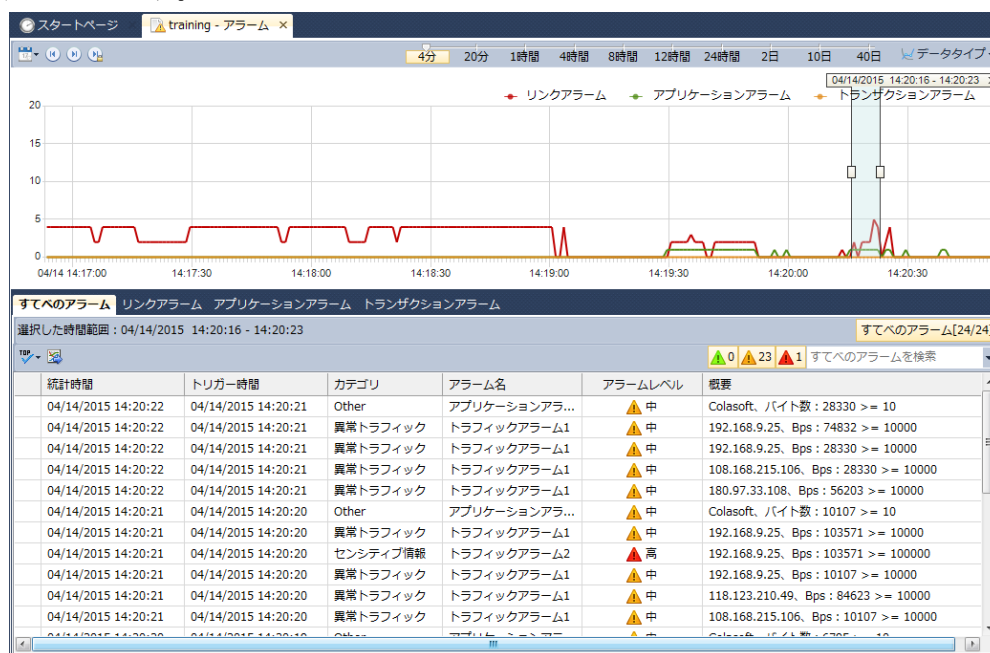 スタートページ
training - アラーム ×
4分 20分 1時間 4時間 8時間 12時間 24時間 2日 10日 40日 データタイプ
04/14/2015 14:20:16 - 14:20:23
リンクアラーム アプリケーションアラーム トランザクションアラーム
20
15
10
5
0
04/14 14:17:00 14:17:30 14:18:00 14:18:30 14:19:00 14:19:30 14:20:00 14:20:30
すてべのアラーム リンクアラーム アプリケーションアラーム トランザクションアラーム
選択した時間範囲：04/14/2015 14:20:16 - 14:20:23 すてべのアラーム[24/24]
0 23 1 すてべのアラームを検索
統計時間 トリガー時間 カテゴリ アラーム名 アラームレベル 概要
04/14/2015 14:20:22 04/14/2015 14:20:21 Other アプリケーションアラ... 中 Colasoft、バイト数：28330 >= 10
04/14/2015 14:20:22 04/14/2015 14:20:21 異常トラフィック トラフィックアラーム1 中 192.168.9.25、Bps：74832 >= 10000
04/14/2015 14:20:22 04/14/2015 14:20:21 異常トラフィック トラフィックアラーム1 中 192.168.9.25、Bps：28330 >= 10000
04/14/2015 14:20:22 04/14/2015 14:20:21 異常トラフィック トラフィックアラーム1 中 108.168.215.106、Bps：28330 >= 10000
04/14/2015 14:20:22 04/14/2015 14:20:21 異常トラフィック トラフィックアラーム1 中 180.97.33.108、Bps：56203 >= 10000
04/14/2015 14:20:21 04/14/2015 14:20:20 Other アプリケーションアラ... 中 Colasoft、バイト数：10107 >= 10
04/14/2015 14:20:21 04/14/2015 14:20:20 異常トラフィック トラフィックアラーム1 中 192.168.9.25、Bps：103571 >= 10000
04/14/2015 14:20:21 04/14/2015 14:20:20 センシティブ情報 トラフィックアラーム2 高 192.168.9.25、Bps：103571 >= 100000
04/14/2015 14:20:21 04/14/2015 14:20:20 異常トラフィック トラフィックアラーム1 中 192.168.9.25、Bps：10107 >= 10000
04/14/2015 14:20:21 04/14/2015 14:20:20 異常トラフィック トラフィックアラーム1 中 118.123.210.49、Bps：84623 >= 10000
04/14/2015 14:20:21 04/14/2015 14:20:20 異常トラフィック トラフィックアラーム1 中 108.168.215.106、Bps：10107 >= 10000